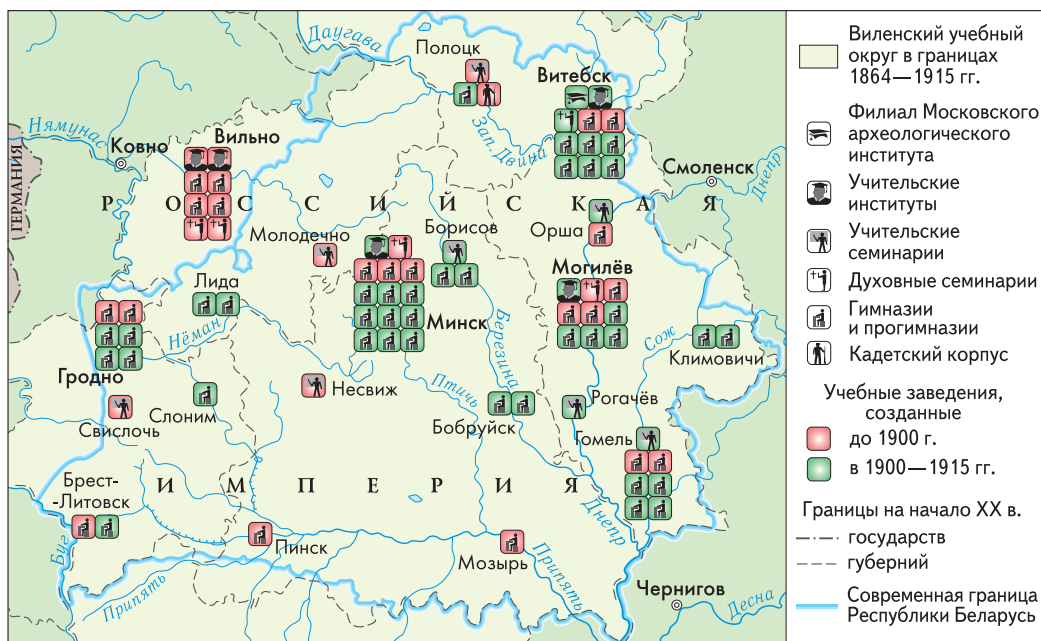 Даугава
Полоцк
Витебск
Зап. Двина
Нямунас
Ковно
Вильно
Смоленск
Днепр
ГЕРМАНИЯ
РОССИЙСКАЯ
Молодечно
Борисов
Орша
Могилёв
Лида
Нёман
Минск
Березина
Сож
Климовичи
Гродно
Слоним
Несвиж
Птичь
Свислочь
Бобруйск
Рогачёв
Гомель
Брест-
-Литовск
ИМПЕРИЯ
Буг
Пинск
Мозырь
Днепр
Припять
Припять
Чернигов
Десна
Виленский учебный
округ в границах
1864—1915 гг.
Филиал Московского
археологического
института
Учительские
институты
Учительские
семинарии
Духовные семинарии
Гимназии
и прогимназии
Кадетский корпус
Учебные заведения,
созданные
до 1900 г.
в 1900—1915 гг.
Границы на начало XX в.
государств
губерний
Современная граница
Республики Беларусь